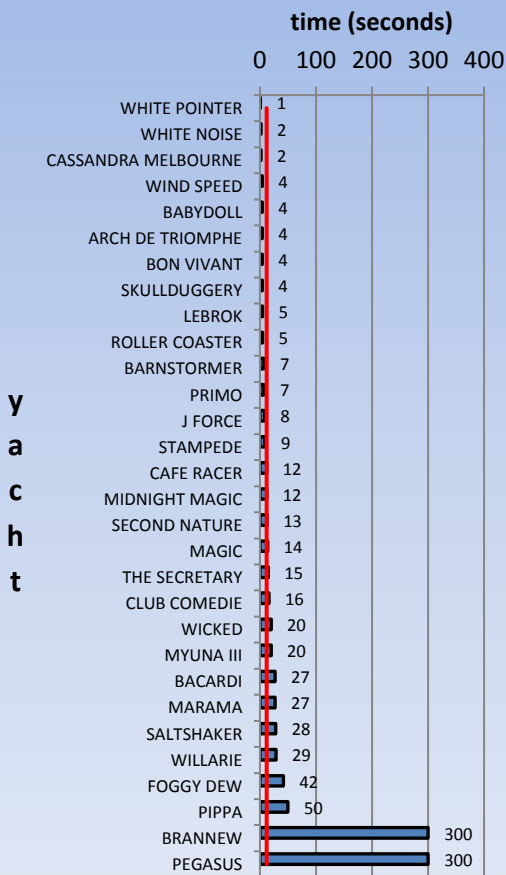 time (seconds)
0 100 200 300 400
WHITE POINTER 1
WHITE NOISE 2
CASSANDRA MELBOURNE 2
WIND SPEED 4
BABYDOLL 4
ARCH DE TRIOMPHE 4
BON VIVANT 4
SKULLDUGGERY 4
LEBROK 5
ROLLER COASTER 5
BARNSTORMER 7
PRIMO 7
J FORCE 8
STAMPEDE 9
CAFE RACER 12
MIDNIGHT MAGIC 12
SECOND NATURE 13
MAGIC 14
THE SECRETARY 15
CLUB COMEDIE 16
WICKED 20
MYUNA III 20
BACARDI 27
MARAMA 27
SALTSHAKER 28
WILLARIE 29
FOGGY DEW 42
PIPPA 50
BRANNEW 300
PEGASUS 300
y
a
c
h
t